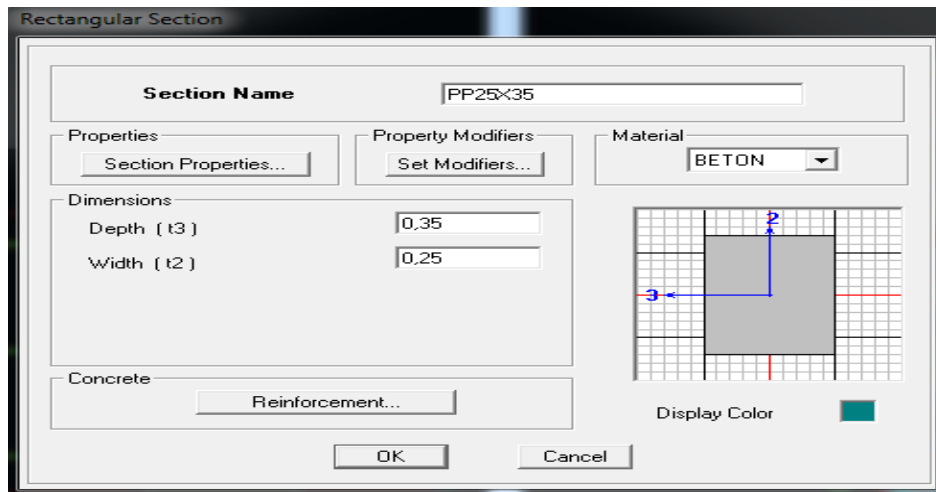 Rectangular Section
Section Name
PP25X35
Properties
Property Modifiers
Material
Section Properties...
Set Modifiers...
BETON
Dimensions
Depth ( t3 )
0,35
Width ( t2 )
0,25
2
3
Concrete
Reinforcement...
Display Color
OK
Cancel